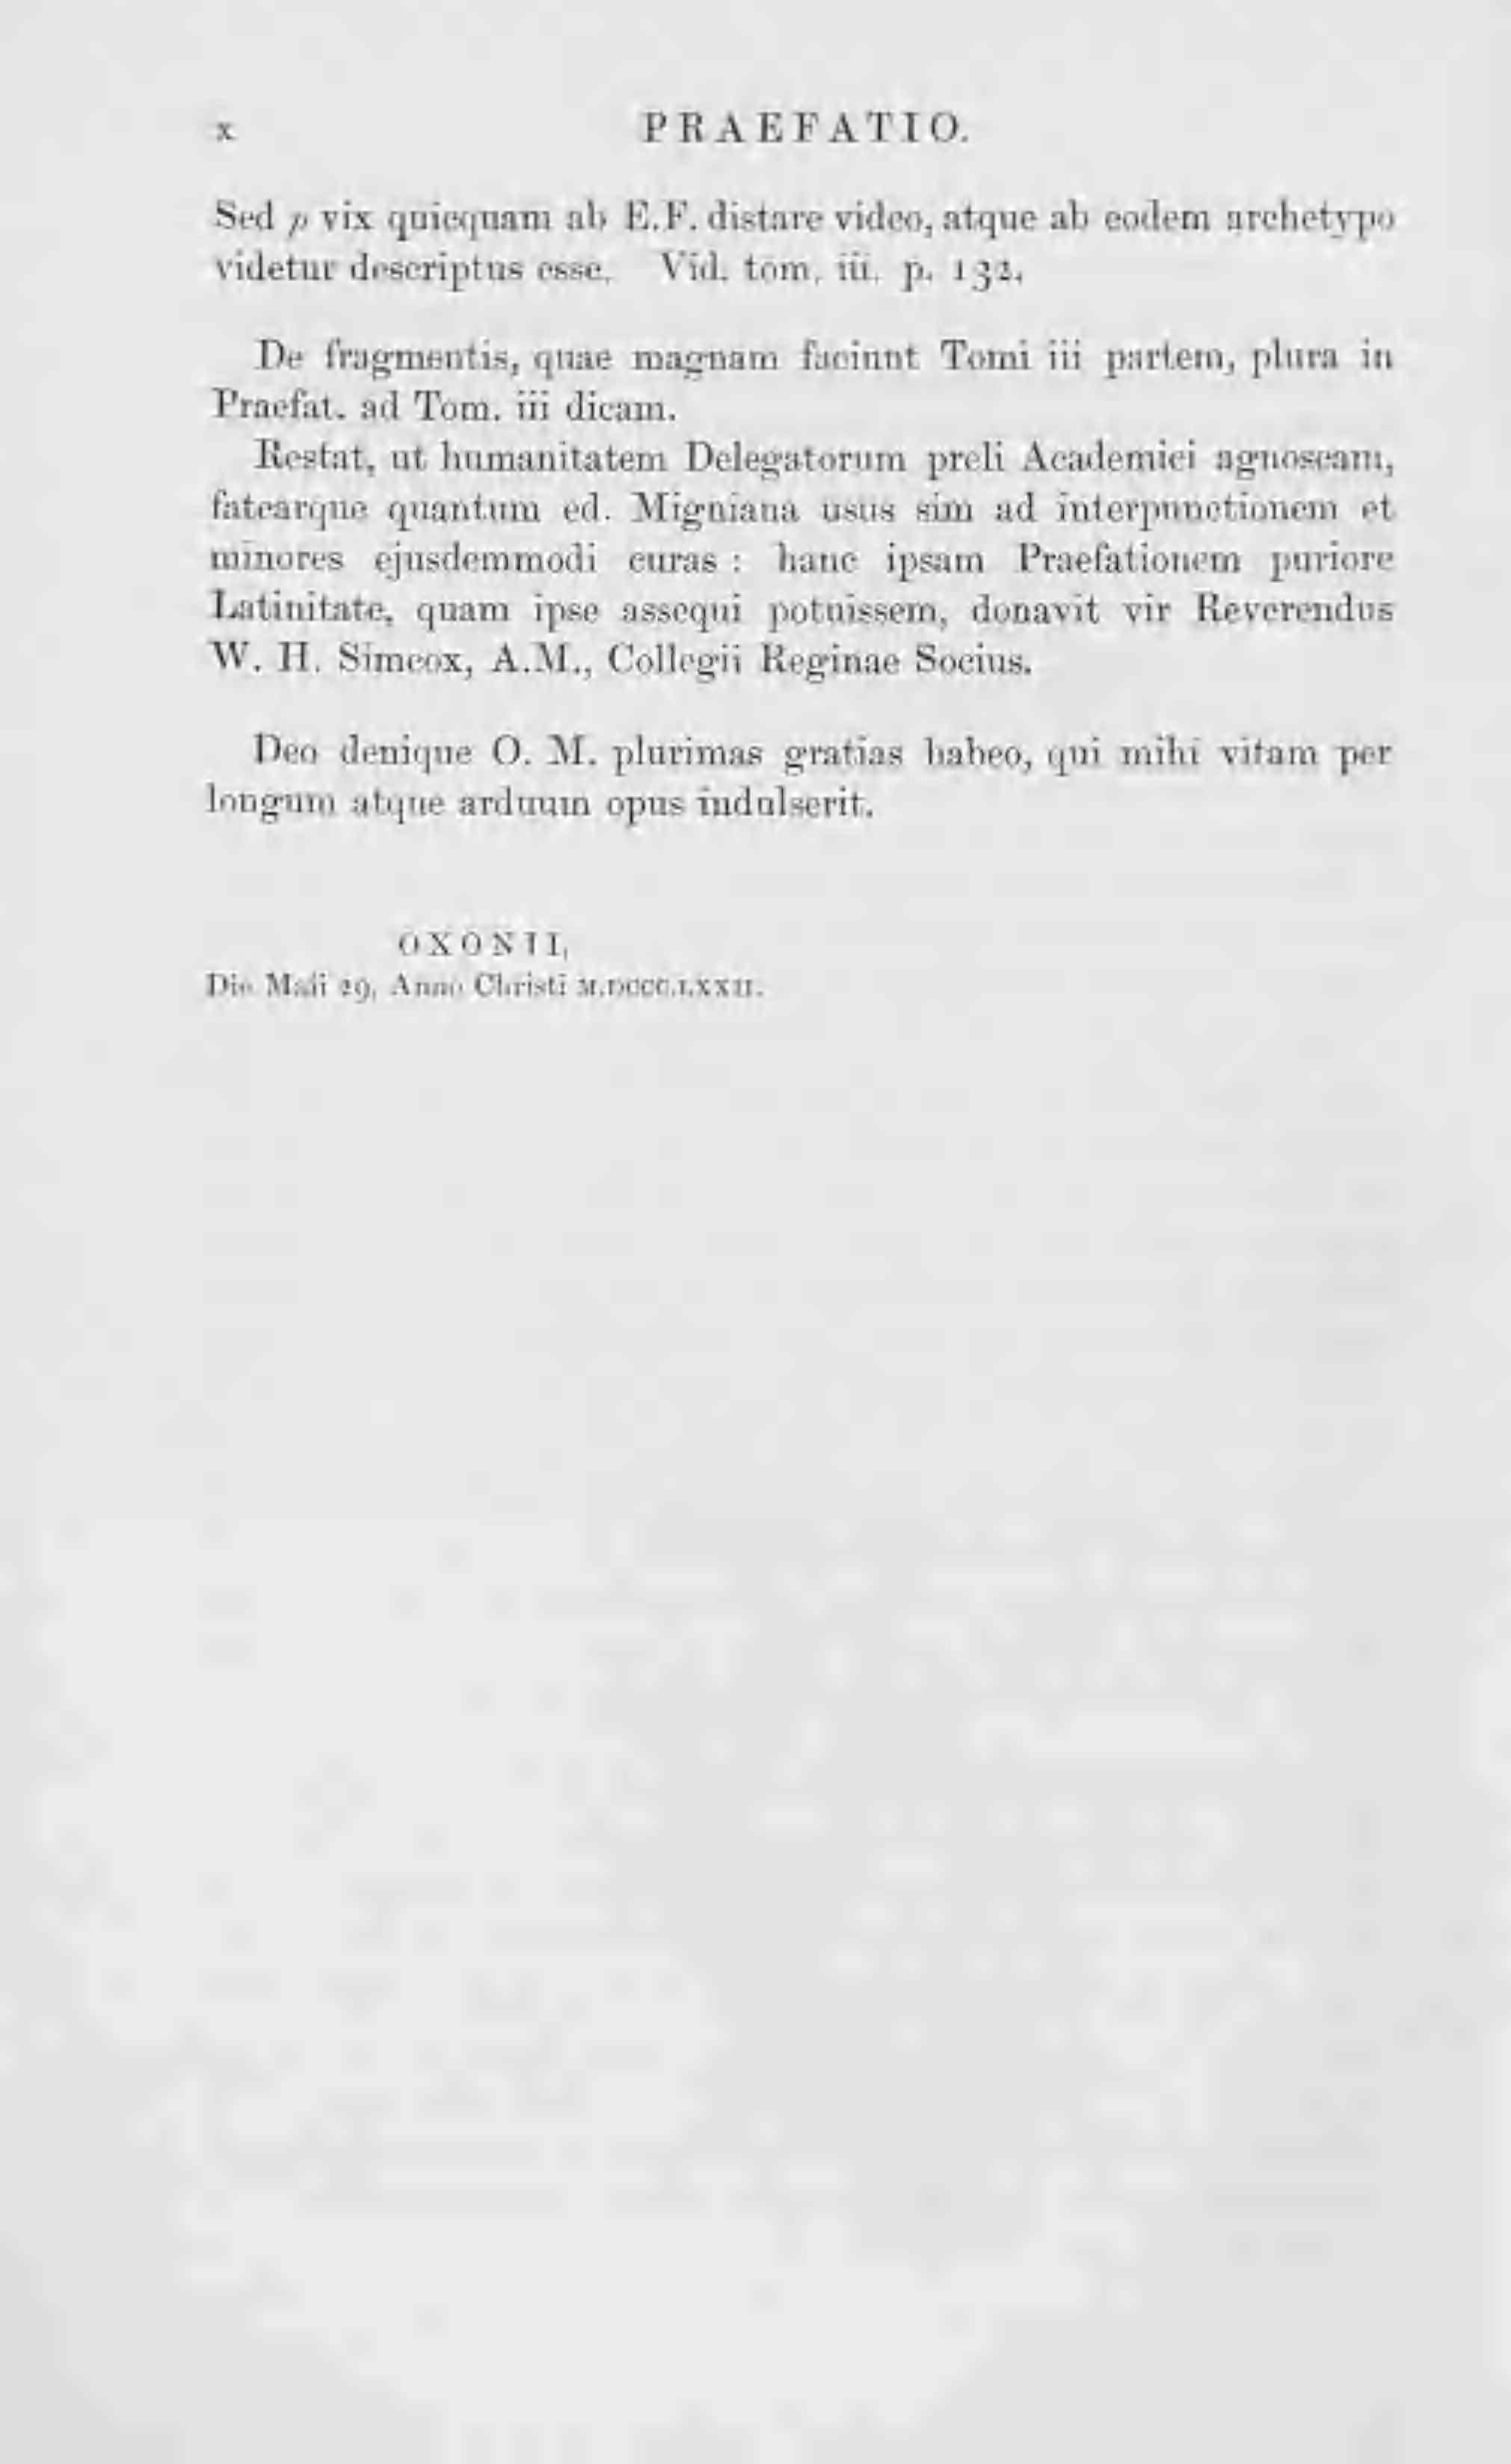 x PRAEFATIO.
Sed p vix quicquam ab E.F. distare video, atque ab eodem archetypo
videtur descriptus esse. Vid. tom. iii. p. 132.
De fragmentis, quae magnam faciunt Tomi iii partem, plura in
Praefat. ad Tom. iii dicam.
Restat, ut humanitatem Delegatorum preli Academici agnoscam,
fatearque quantum ed. Migniana usus sim ad interpunctionem et
minores ejusdemmodi curas : hanc ipsam Praefationem puriore
Latinitate, quam ipse assequi potuissem, donavit vir Reverendus
W. H. Simcox, A.M., Collegii Reginae Socius.
Deo denique O. M. plurimas gratias habeo, qui mihi vitam per
longum atque arduum opus indulserit.
OXONII,
Die Maii 29, Anno Christi M.DCCC.LXXII.